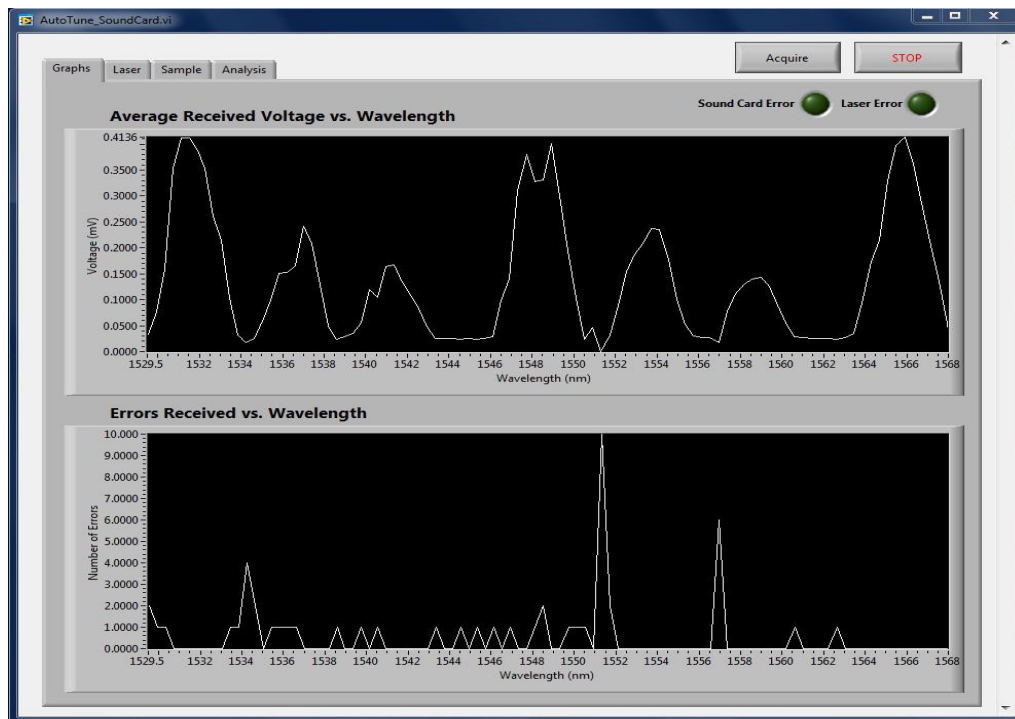 AutoTune_SoundCard.vi
Acquire STOP
Graphs Laser Sample Analysis
Sound Card Error Laser Error
Average Received Voltage vs. Wavelength
0.4136
0.3500
0.3000
0.2500
0.2000
0.1500
0.1000
0.0500
0.0000
Voltage (mV)
1529.5 1532 1534 1536 1538 1540 1542 1544 1546 1548 1550 1552 1554 1556 1558 1560 1562 1564 1566 1568
Wavelength (nm)
Errors Received vs. Wavelength
10.000
9.0000
8.0000
7.0000
6.0000
5.0000
4.0000
3.0000
2.0000
1.0000
0.0000
Number of Errors
1529.5 1532 1534 1536 1538 1540 1542 1544 1546 1548 1550 1552 1554 1556 1558 1560 1562 1564 1566 1568
Wavelength (nm)